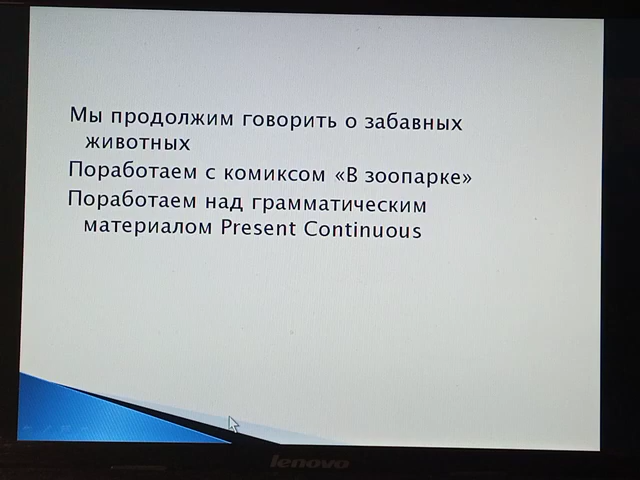 Мы продолжим говорить о забавных
животных
Поработаем с комиксом «В зоопарке»
Поработаем над грамматическим
материалом Present Continuous
lenovo